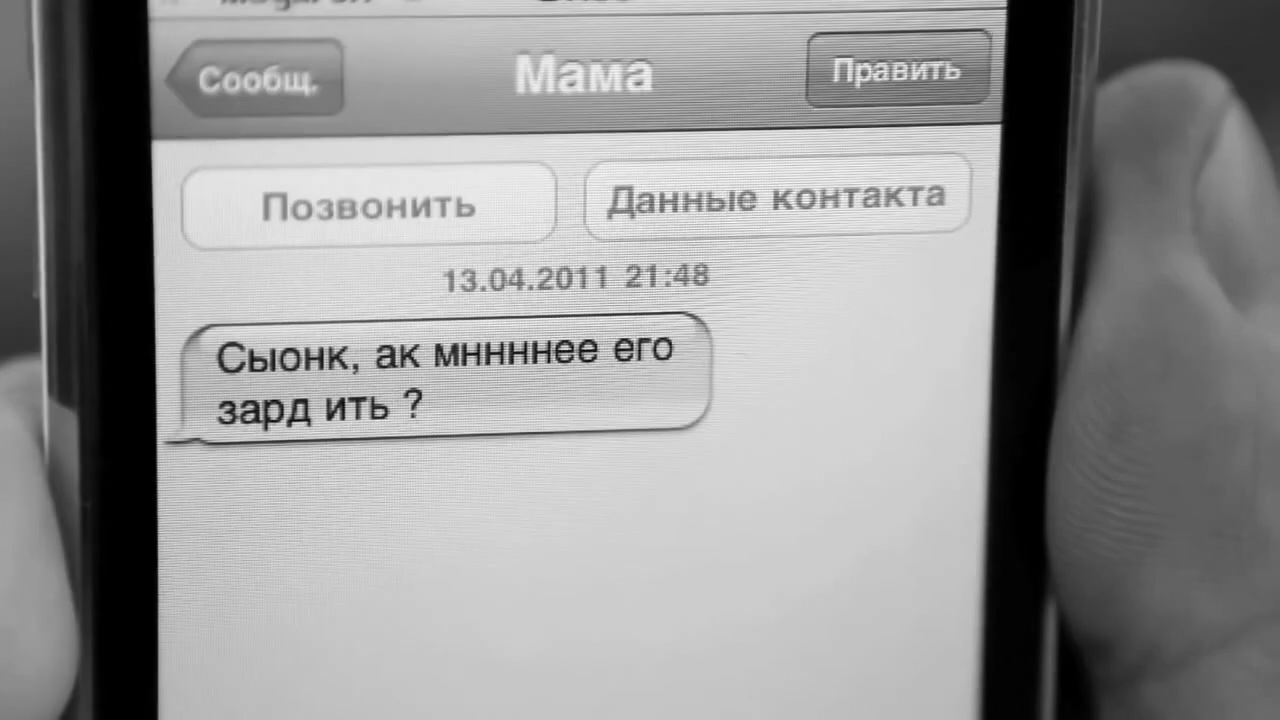 Сообщ.
Мама
Править
Позвонить
Данные контакта
13.04.2011 21:48
Сыонк, ак мннннее его
зард ить ?